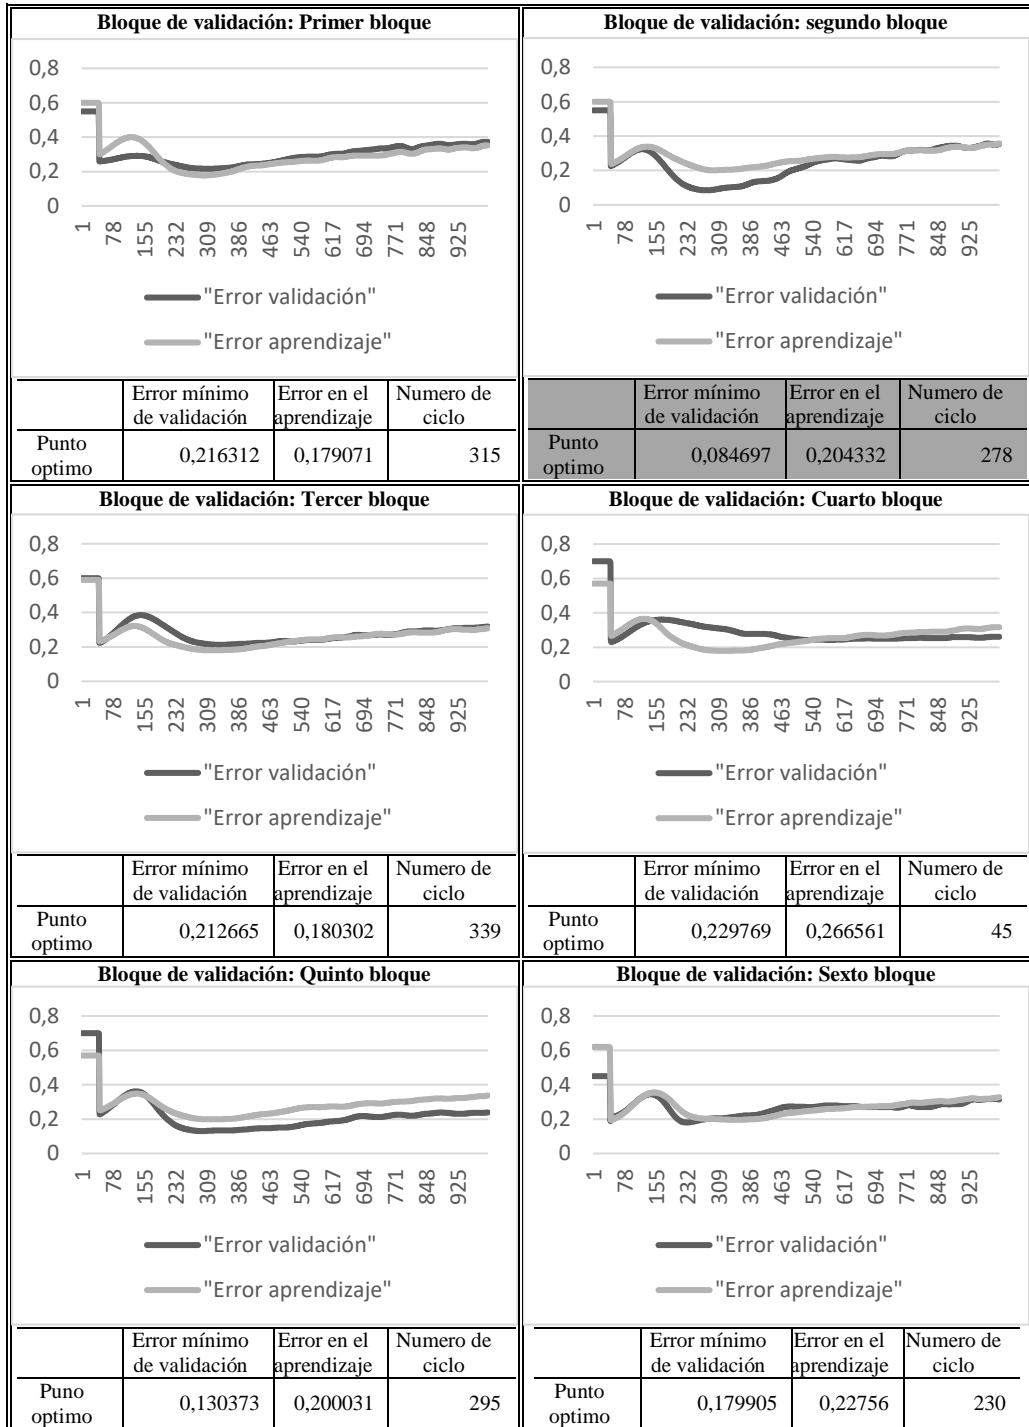 Bloque de validación: Primer bloque
0,8
0,6
0,4
0,2
0
1 78 155 232 309 386 463 540 617 694 771 848 925
"Error validación"
"Error aprendizaje"
Error mínimo Error en el Numero de
de validación aprendizaje ciclo
Punto
optimo
0,216312 0,179071 315
Bloque de validación: segundo bloque
0,8
0,6
0,4
0,2
0
1 78 155 232 309 386 463 540 617 694 771 848 925
"Error validación"
"Error aprendizaje"
Error mínimo Error en el Numero de
de validación aprendizaje ciclo
Punto
optimo
0,084697 0,204332 278
Bloque de validación: Tercer bloque
0,8
0,6
0,4
0,2
0
1 78 155 232 309 386 463 540 617 694 771 848 925
"Error validación"
"Error aprendizaje"
Error mínimo Error en el Numero de
de validación aprendizaje ciclo
Punto
optimo
0,212665 0,180302 339
Bloque de validación: Cuarto bloque
0,8
0,6
0,4
0,2
0
1 78 155 232 309 386 463 540 617 694 771 848 925
"Error validación"
"Error aprendizaje"
Error mínimo Error en el Numero de
de validación aprendizaje ciclo
Punto
optimo
0,229769 0,266561 45
Bloque de validación: Quinto bloque
0,8
0,6
0,4
0,2
0
1 78 155 232 309 386 463 540 617 694 771 848 925
"Error validación"
"Error aprendizaje"
Error mínimo Error en el Numero de
de validación aprendizaje ciclo
Puno
optimo
0,130373 0,200031 295
Bloque de validación: Sexto bloque
0,8
0,6
0,4
0,2
0
1 78 155 232 309 386 463 540 617 694 771 848 925
"Error validación"
"Error aprendizaje"
Error mínimo Error en el Numero de
de validación aprendizaje ciclo
Punto
optimo
0,179905 0,22756 230